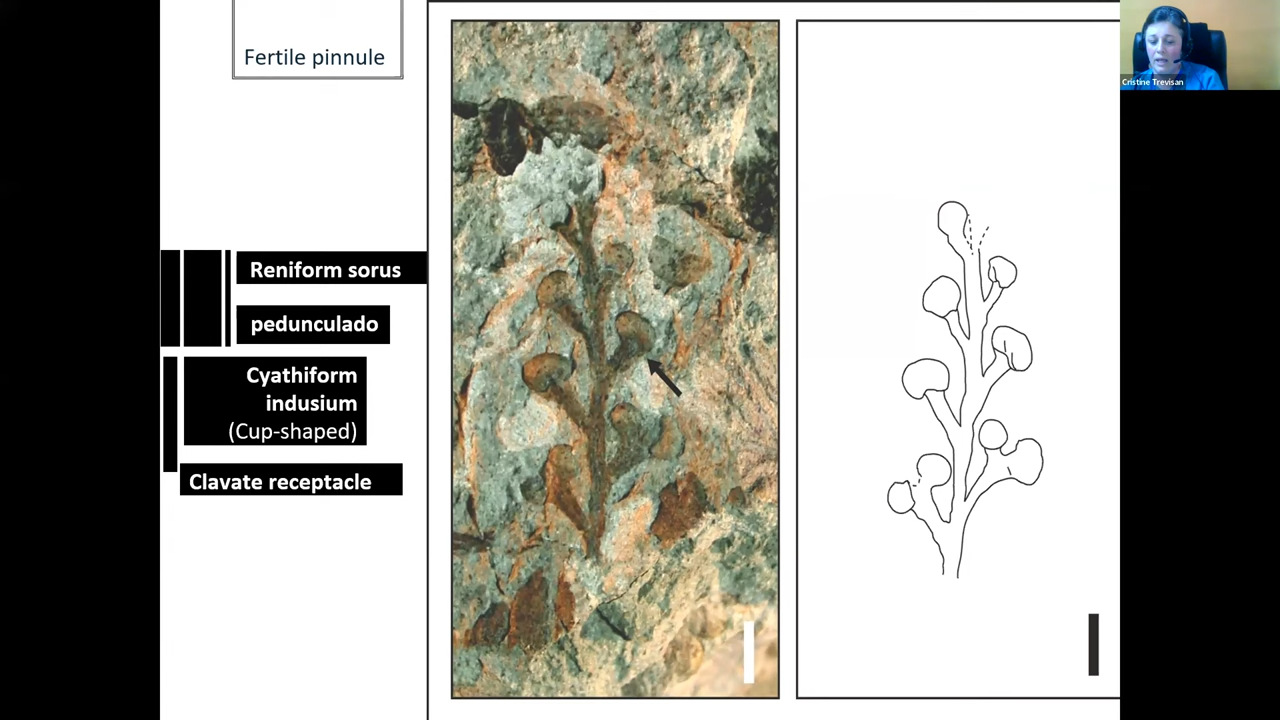 Fertile pinnule
Cristine Trevisan
Reniform sorus
pedunculado
Cyathiform
indusium
(Cup-shaped)
Clavate receptacle